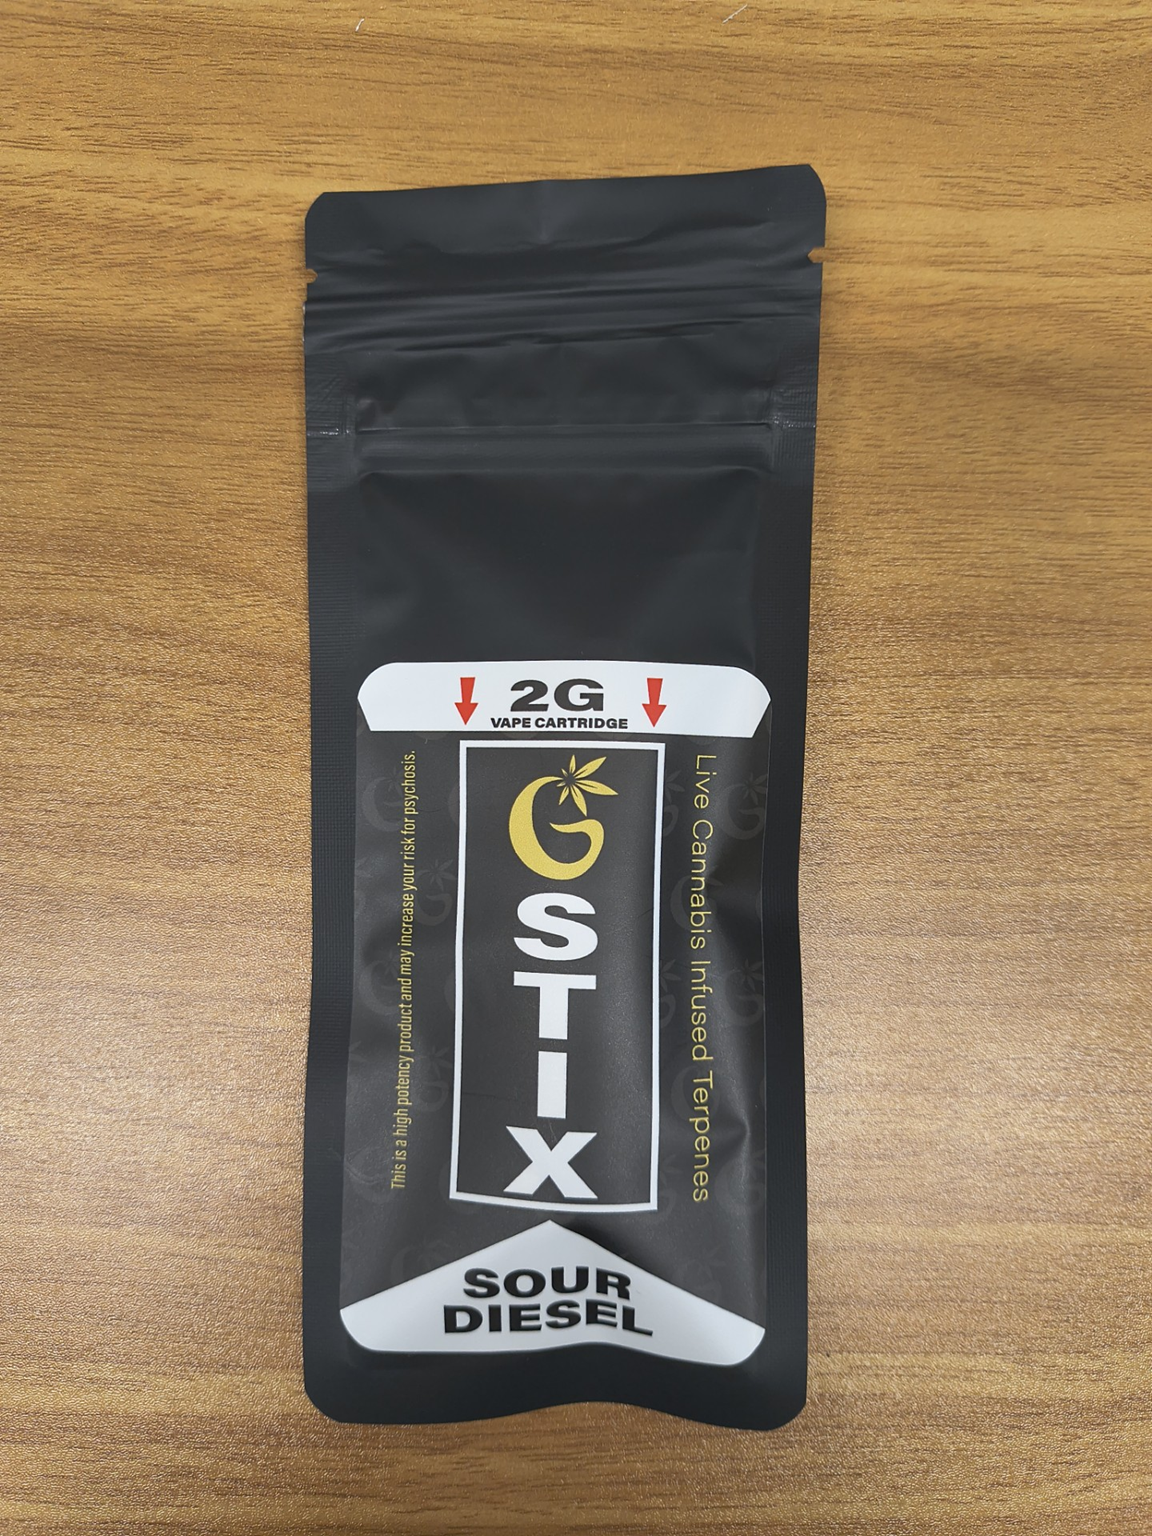 2G
VAPE CARTRIDGE
This is a high potency product and may increase your risk for psychosis.
G
STIX
Live Cannabis Infused Terpenes
SOUR
DIESEL